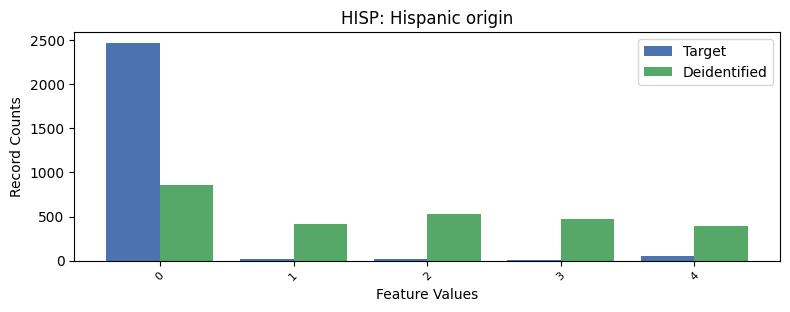 HISP: Hispanic origin
Target
Deidentified
Record Counts
2500
2000
1500
1000
500
0
0 1 2 3 4
Feature Values